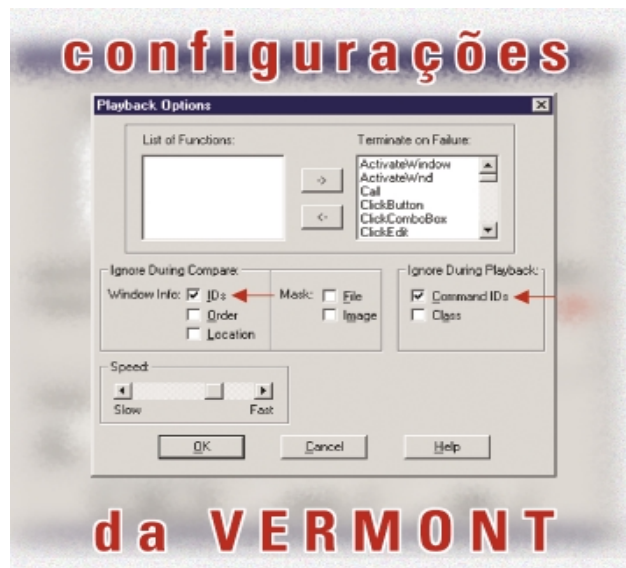 configurações
Playback Options
List of Functions:
Terminate on Failure:
ActivateWindow
ActivateWnd
Call
ClickButton
ClickComboBox
ClickEdit
->
<-
Ignore During Compare:
Window Info: IDs
Order
Location
Mask: File
Image
Ignore During Playback:
Command IDs
Class
Speed:
Slow Fast
OK Cancel Help
da VERMONT